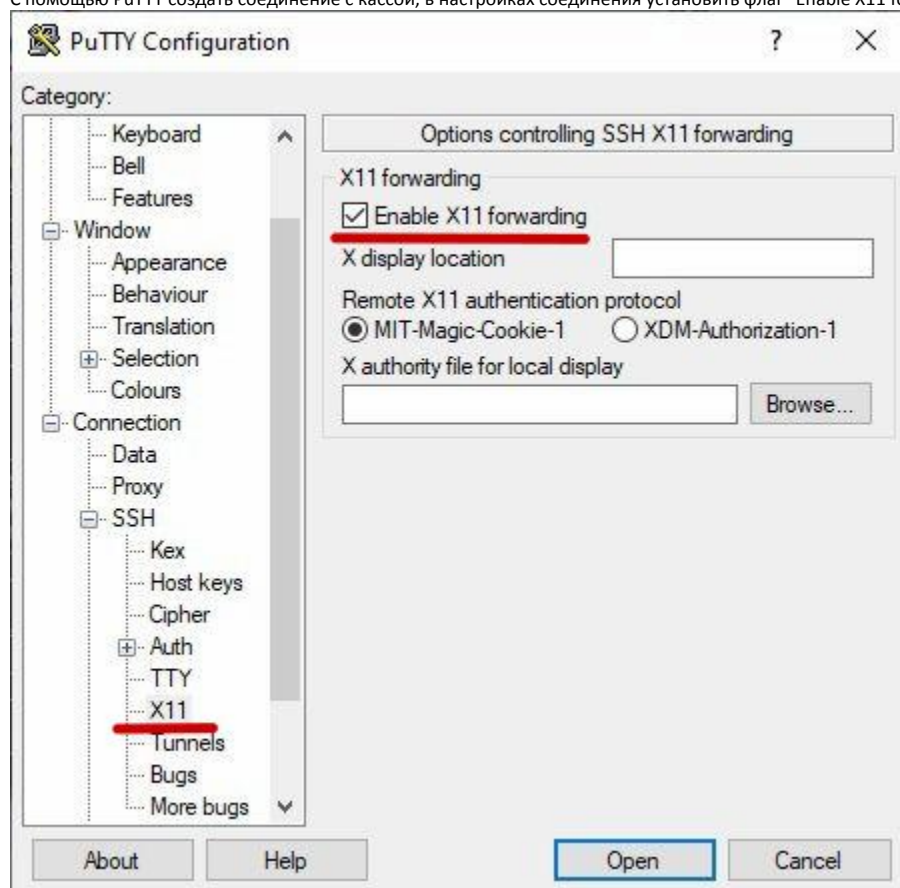 С помощью PuTTY создать соединение с кассой, в настройках соединения установить флаг "Enable X11
PuTTY Configuration
?
Category:
Keyboard
Bell
Features
Window
Appearance
Behaviour
Translation
Selection
Colours
Connection
Data
Proxy
SSH
Kex
Host keys
Cipher
Auth
TTY
X11
Tunnels
Bugs
More bugs
Options controlling SSH X11 forwarding
X11 forwarding
Enable X11 forwarding
X display location
Remote X11 authentication protocol
MIT-Magic-Cookie-1 XDM-Authorization-1
X authority file for local display
Browse...
About Help Open Cancel